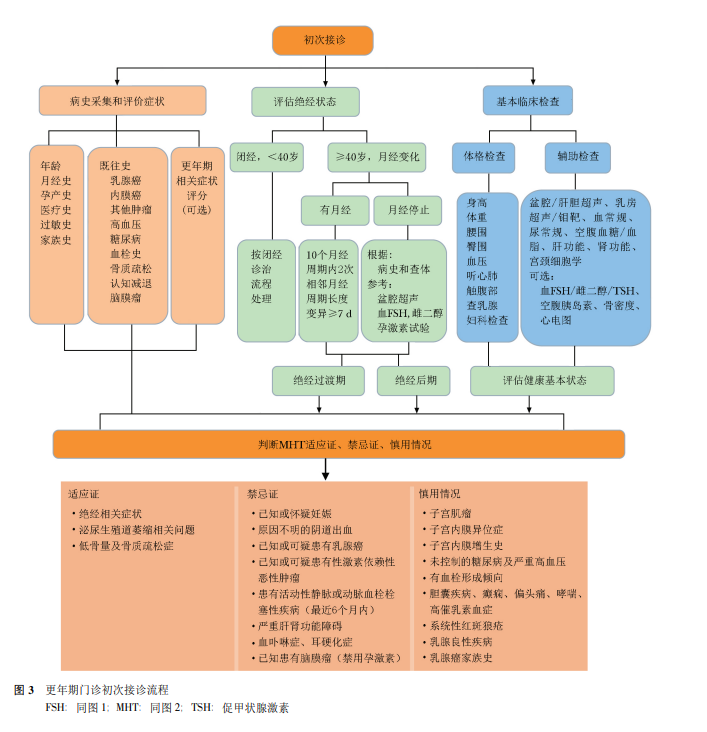 初次接诊
病史采集和评价症状
评估绝经状态
基本临床检查
年龄
月经史
孕产史
医疗史
过敏史
家族史
既往史
乳腺癌
内膜癌
其他肿瘤
高血压
糖尿病
血栓史
骨质疏松
认知减退
脑膜瘤
更年期
相关症状
评分
(可选)
闭经，<40岁
≥40岁，月经变化
有月经
月经停止
按闭经
诊治
流程
处理
10个月经
周期内2次
相邻月经
周期长度
变异≥7 d
根据:
病史和查体
参考:
盆腔超声
血FSH,雌二醇
孕激素试验
绝经过渡期
绝经后期
体格检查
辅助检查
身高
体重
腰围
臀围
血压
听心肺
触腹部
查乳腺
妇科检查
盆腔/肝胆超声、乳房
超声/钼靶、血常规、
尿常规、空腹血糖/血
脂、肝功能、肾功能、
宫颈细胞学
可选:
血FSH/雌二醇/TSH、
空腹胰岛素、骨密度、
心电图
评估健康基本状态
判断MHT适应证、禁忌证、慎用情况
适应证
・绝经相关症状
・泌尿生殖道萎缩相关问题
・低骨量及骨质疏松症
禁忌证
・已知或怀疑妊娠
・原因不明的阴道出血
・已知或可疑患有乳腺癌
・已知或可疑患有性激素依赖性
恶性肿瘤
・患有活动性静脉或动脉血栓栓
塞性疾病（最近6个月内）
・严重肝肾功能障碍
・血卟啉症、耳硬化症
・已知患有脑膜瘤（禁用孕激素）
慎用情况
・子宫肌瘤
・子宫内膜异位症
・子宫内膜增生史
・未控制的糖尿病及严重高血压
・有血栓形成倾向
・胆囊疾病、癫痫、偏头痛、哮喘、
高催乳素血症
・系统性红斑狼疮
・乳腺良性疾病
・乳腺癌家族史
图 3 更年期门诊初次接诊流程
FSH: 同图 1; MHT: 同图 2; TSH: 促甲状腺激素